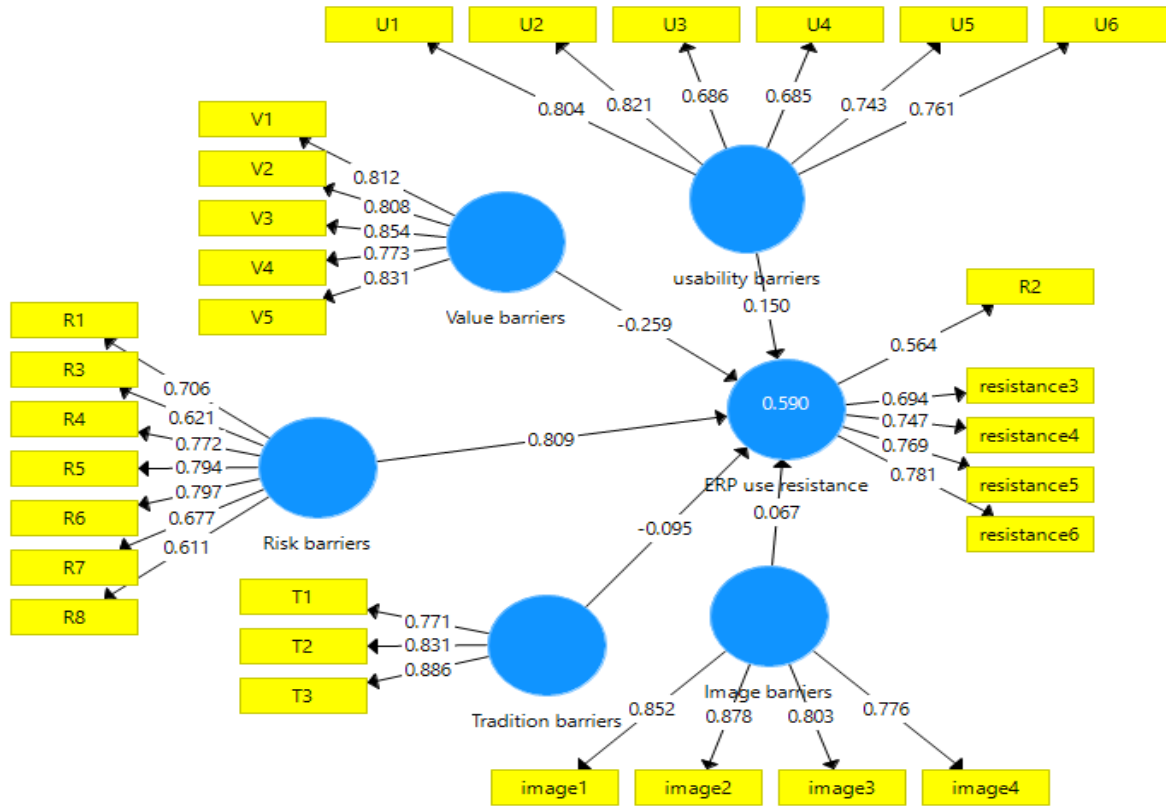 U1
U2
U3
U4
U5
U6
0.804
0.821
0.686
0.685
0.743
0.761
usability barriers
0.150
V1
V2
V3
V4
V5
0.812
0.808
0.854
0.773
0.831
Value barriers
-0.259
R1
R3
R4
R5
R6
R7
R8
0.706
0.621
0.772
0.794
0.797
0.677
0.611
Risk barriers
0.809
0.590
ERP use resistance
R2
resistance3
resistance4
resistance5
resistance6
0.564
0.694
0.747
0.769
0.781
T1
T2
T3
0.771
0.831
0.886
Tradition barriers
-0.095
0.067
Image barriers
0.852
0.878
0.803
0.776
image1
image2
image3
image4